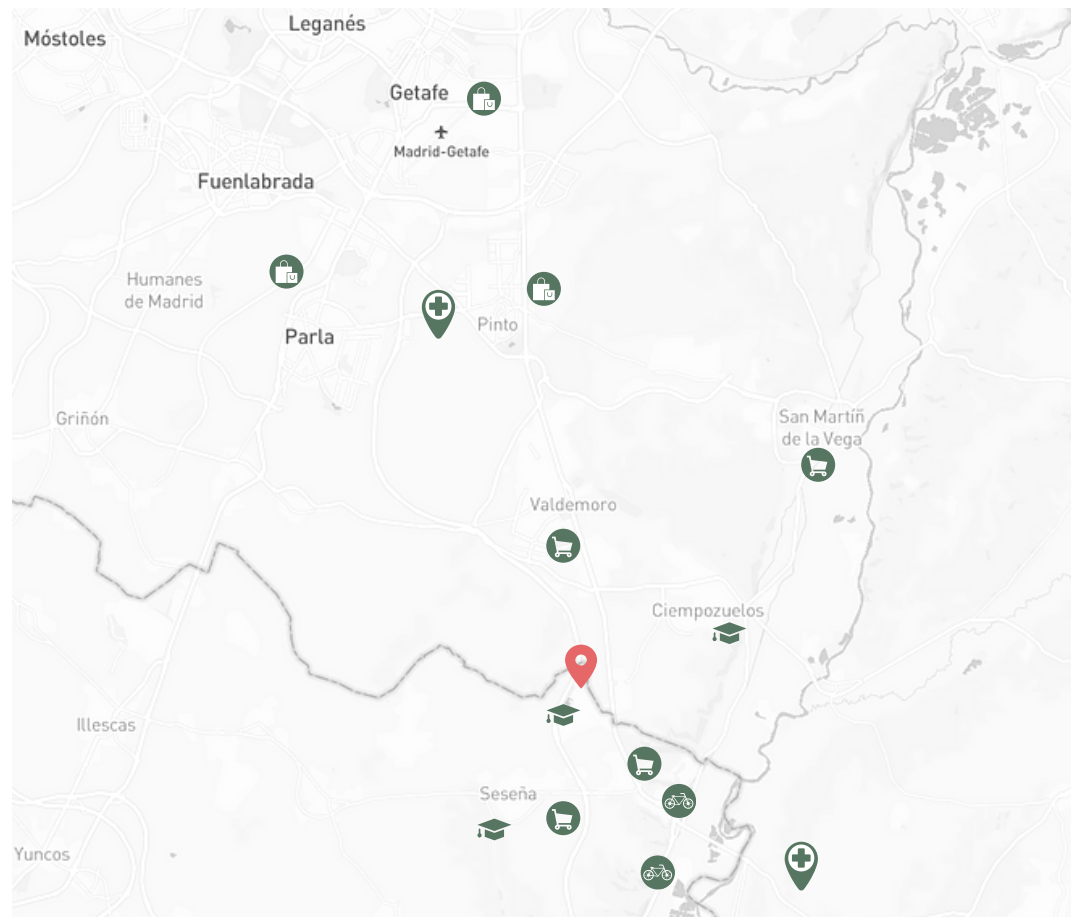 Leganés
Móstoles
Getafe
Madrid-Getafe
Fuenlabrada
Humanes
de Madrid
Pinto
Parla
Griñón
San Martíñ
de la Vega
Valdemoro
Ciempozuelos
Illescas
Seseña
Yuncos